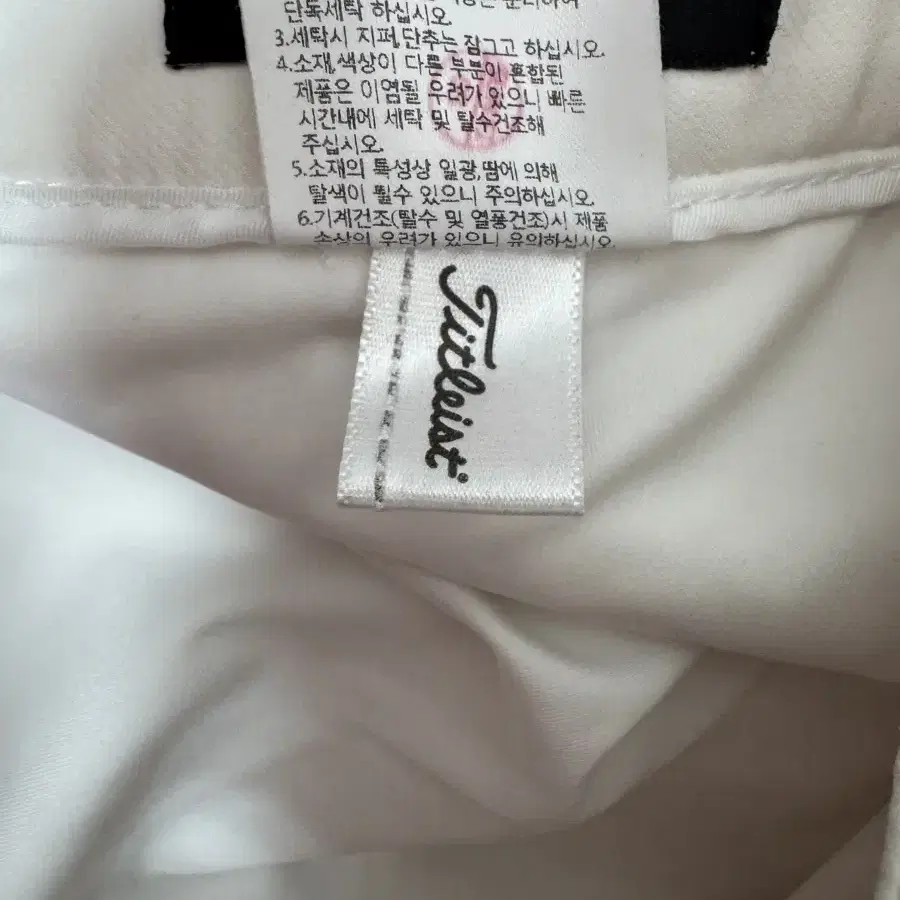 단독세탁 하십시오.
3.세탁시 지퍼,단추는 잠그고 하십시오.
4.소재,색상이 다른 부분이 혼합된
제품은 이염될 우려가 있으니 빠른
시간내에 세탁 및 탈수건조해
주십시오.
5.소재의 특성상 일광,땀에 의해
탈색이 될수 있으니 주의하십시오.
6.기계건조(탈수 및 열풍건조)시 제품
손상의 우려가 있으니 유의하십시오.
Titleist